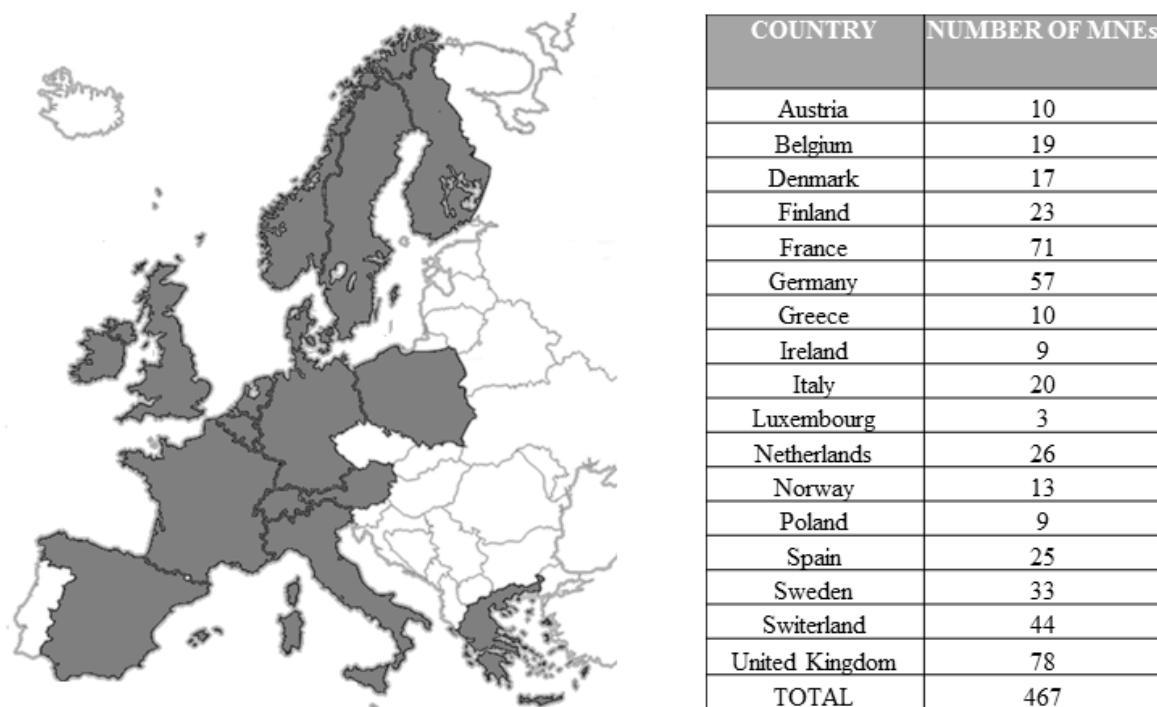 COUNTRY NUMBER OF MNEs
Austria 10
Belgium 19
Denmark 17
Finland 23
France 71
Germany 57
Greece 10
Ireland 9
Italy 20
Luxembourg 3
Netherlands 26
Norway 13
Poland 9
Spain 25
Sweden 33
Switerland 44
United Kingdom 78
TOTAL 467